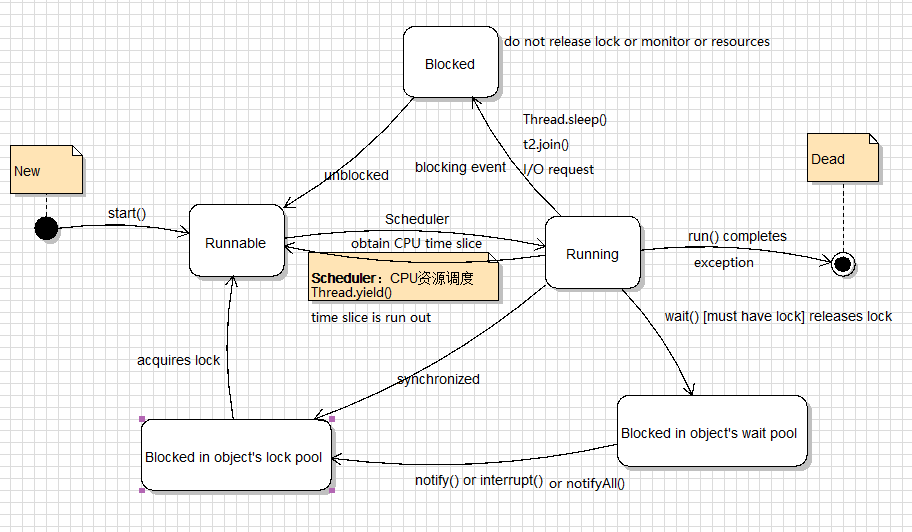 do not release lock or monitor or resources
Blocked
Thread.sleep()
t2.join()
I/O request
blocking event
unblocked
New
Dead
start()
Runnable
Scheduler
obtain CPU time slice
Running
run() completes
exception
Scheduler：CPU资源调度
Thread.yield()
time slice is run out
wait() [must have lock] releases lock
acquires lock
synchronized
Blocked in object's lock pool
Blocked in object's wait pool
notify() or interrupt() or notifyAll()